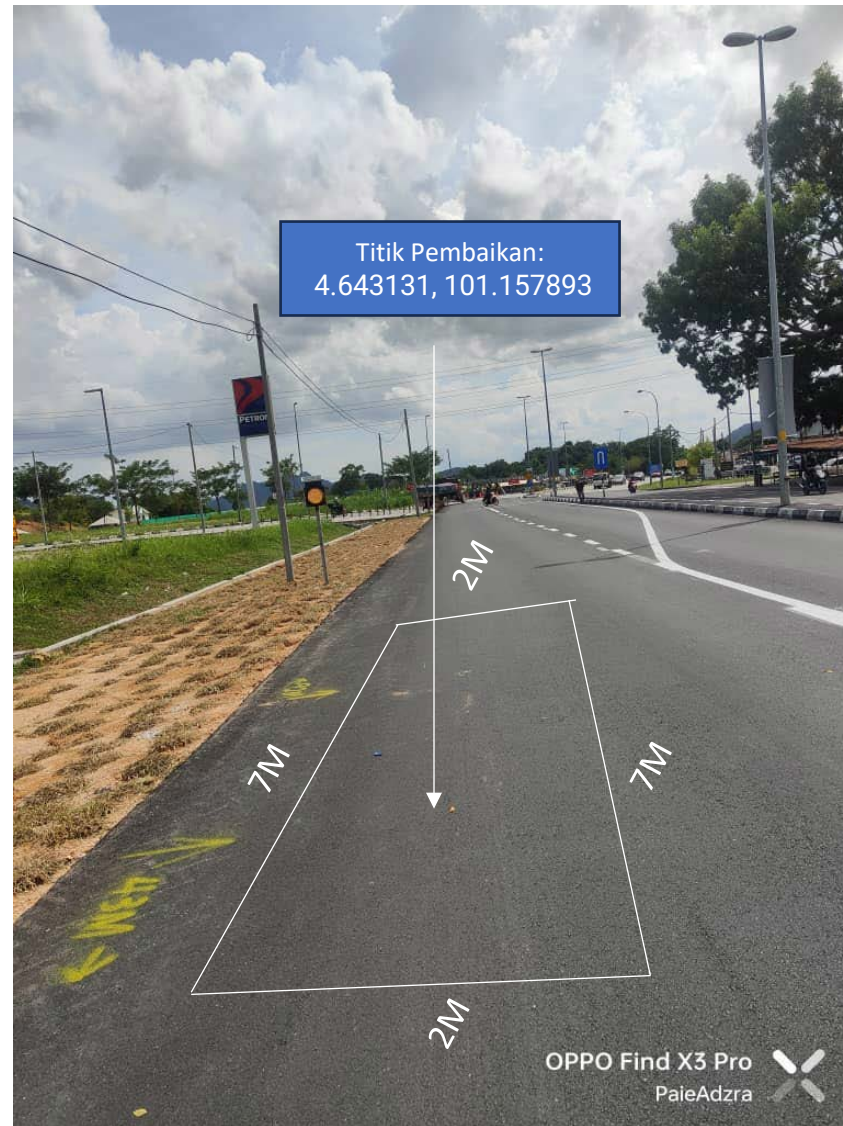 Titik Pembaikan:
4.643131, 101.157893
PETRON
2M
7M
7M
2M
OPPO Find X3 Pro
PaieAdzra